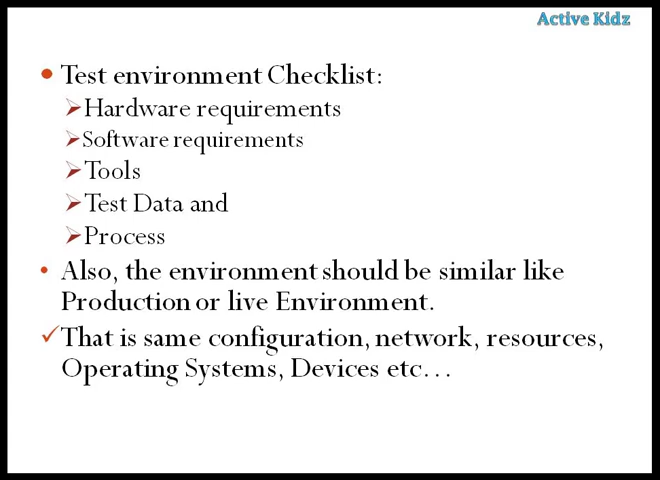 Active Kidz
Test environment Checklist:
Hardware requirements
Software requirements
Tools
Test Data and
Process
Also, the environment should be similar like
Production or live Environment.
That is same configuration, network, resources,
Operating Systems, Devices etc…